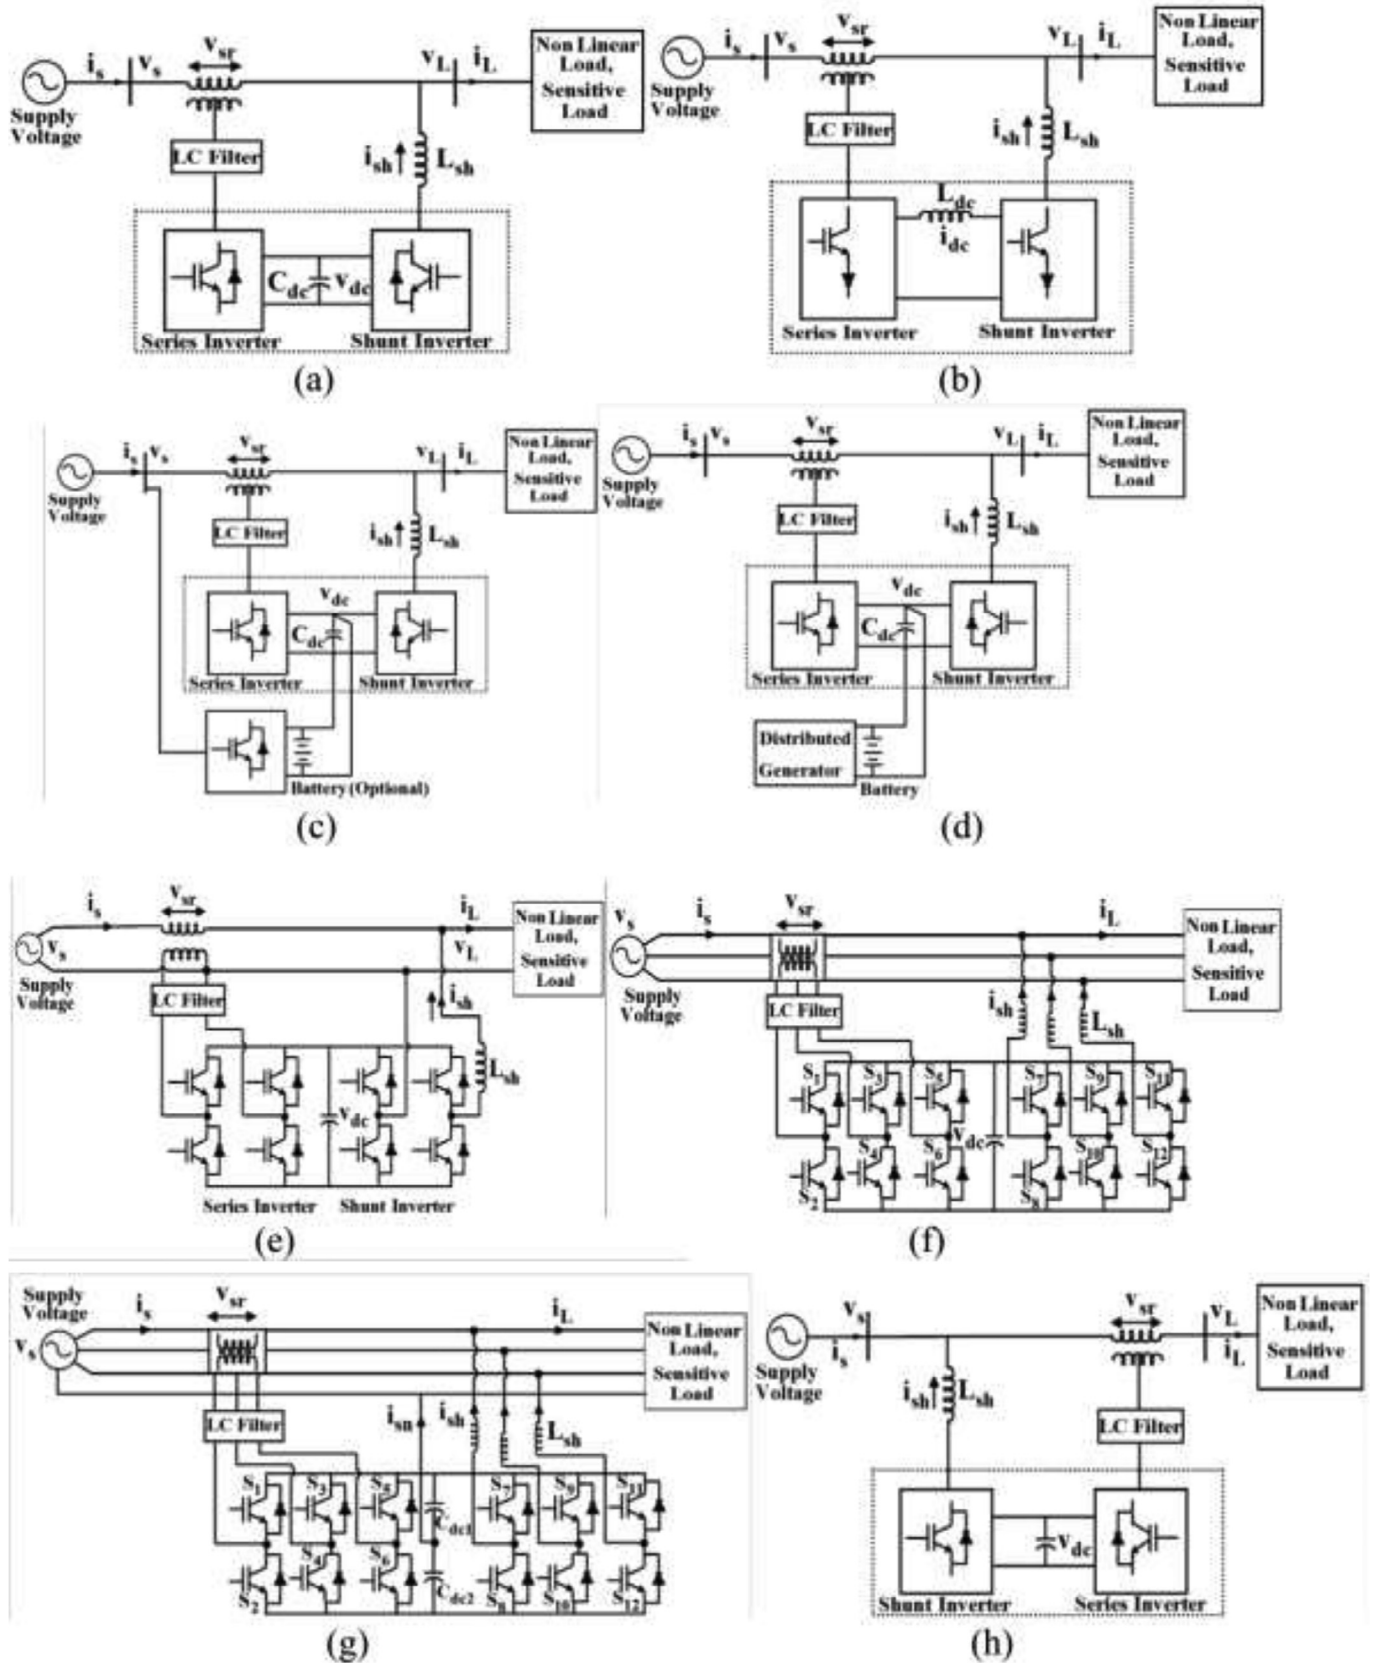 i_s v_s v_sr v_L i_L
Non Linear
Load,
Sensitive
Load
Supply
Voltage
LC Filter
i_sh L_sh
C_dc v_dc
Series Inverter Shunt Inverter
(a)
i_s v_s v_sr v_L i_L
Non Linear
Load,
Sensitive
Load
Supply
Voltage
LC Filter
i_sh L_sh
L_dc
i_dc
Series Inverter Shunt Inverter
(b)
i_s v_s v_sr v_L i_L
Non Linear
Load,
Sensitive
Load
Supply
Voltage
LC Filter
i_sh L_sh
v_dc
C_dc
Series Inverter Shunt Inverter
Battery (Optional)
(c)
i_s v_s v_sr v_L i_L
Non Linear
Load,
Sensitive
Load
Supply
Voltage
LC Filter
i_sh L_sh
v_dc
C_dc
Series Inverter Shunt Inverter
Distributed
Generator
Battery
(d)
i_s v_sr i_L
Non Linear
Load,
Sensitive
Load
v_s v_L
Supply
Voltage
LC Filter
i_sh
L_sh
v_dc
Series Inverter Shunt Inverter
(e)
v_s i_s v_sr i_L
Non Linear
Load,
Sensitive
Load
Supply
Voltage
LC Filter
i_sh L_sh
S_1 S_3 S_5 S_7 S_9 S_11
v_dc
S_2 S_4 S_6 S_8 S_10 S_12
(f)
Supply
Voltage
i_s v_sr i_L
v_s
Non Linear
Load,
Sensitive
Load
LC Filter
i_sn i_sh L_sh
S_1 S_3 S_7 S_9 S_11
C_dc1
S_2 S_4 S_6 S_8 S_10 S_12
C_dc2
(g)
v_s v_sr v_L
i_s i_L
Non Linear
Load,
Sensitive
Load
Supply
Voltage
i_sh L_sh
LC Filter
v_dc
Shunt Inverter Series Inverter
(h)